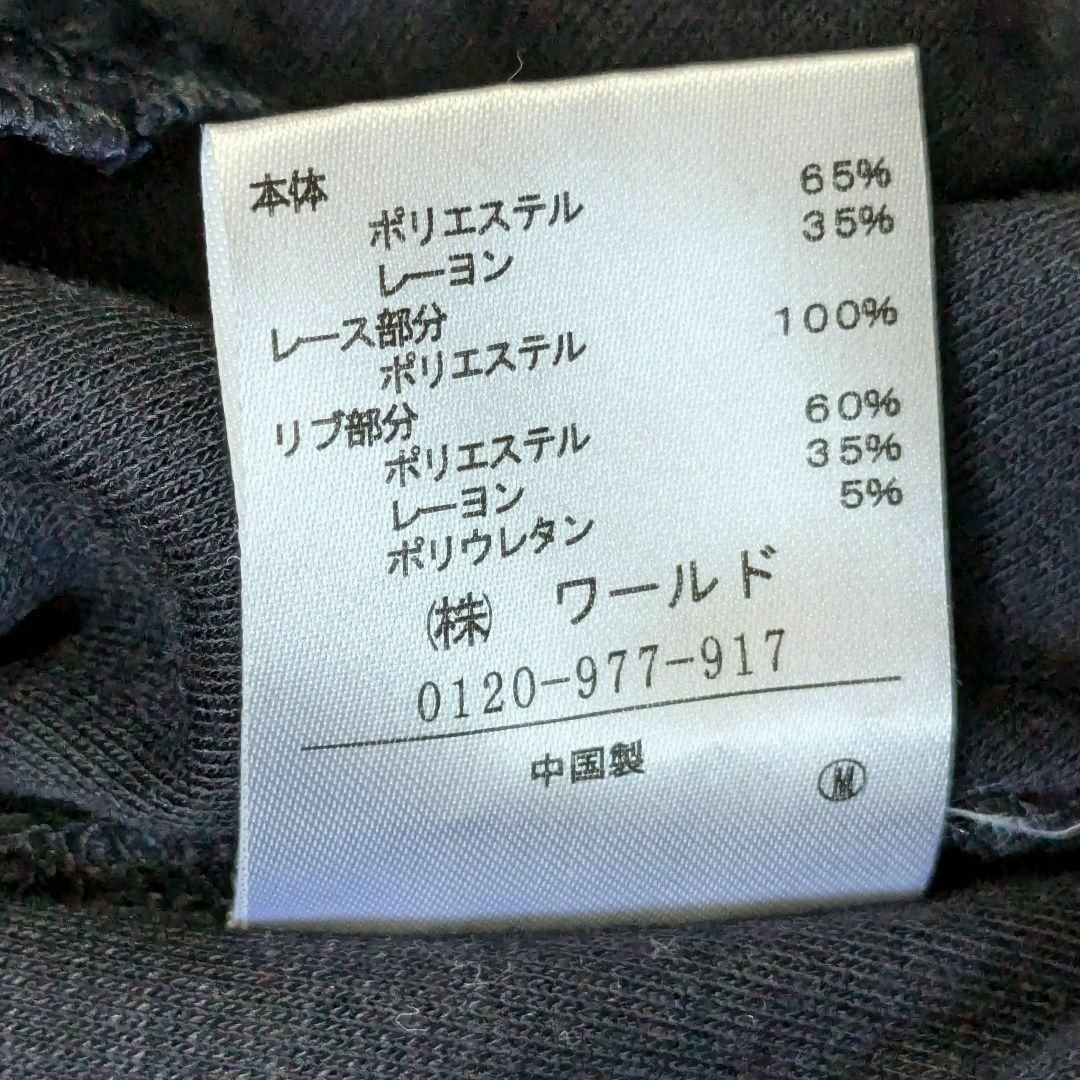 本体
ポリエステル 65%
レーヨン 35%
レース部分
ポリエステル 100%
リブ部分
ポリエステル 60%
レーヨン 35%
ポリウレタン 5%
㈱ ワールド
0120-977-917
中国製
Ⓜ